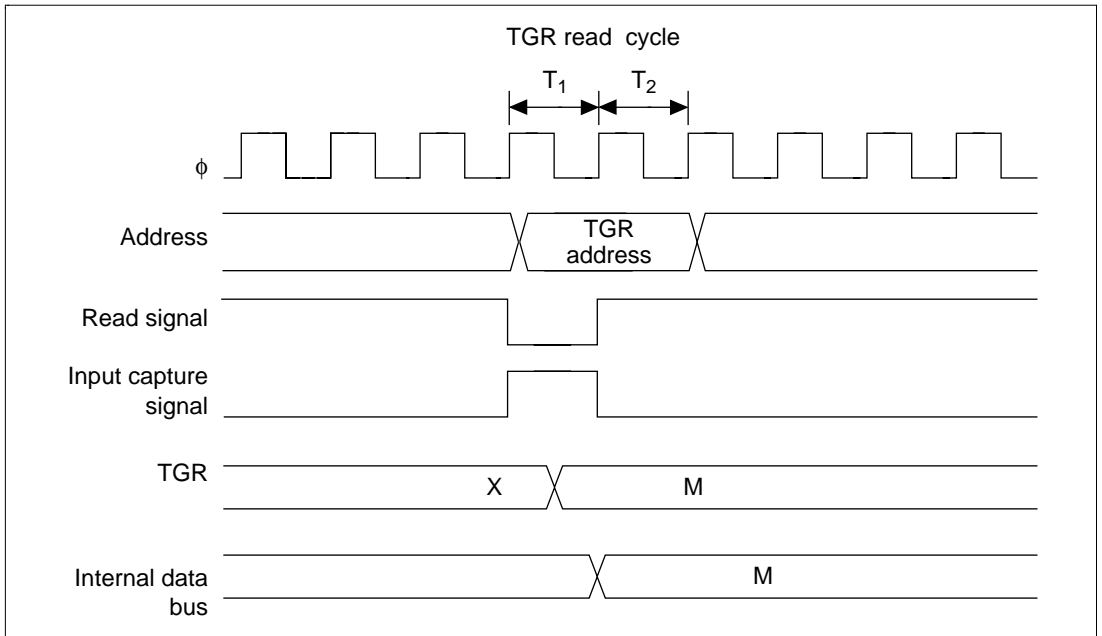 TGR read cycle
T1 T2
ϕ
Address
TGR
address
Read signal
Input capture
signal
TGR
X M
Internal data
bus
M